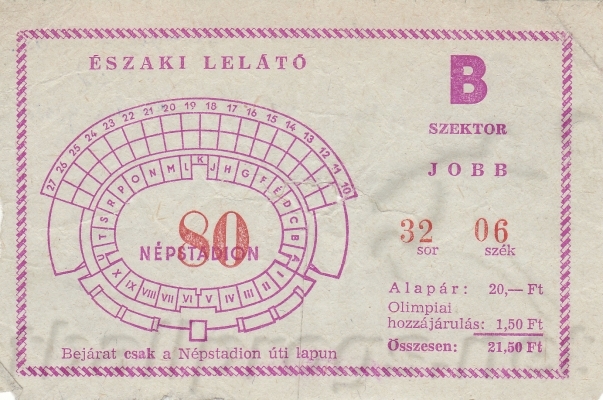 ÉSZAKI LELÁTÓ
B
SZEKTOR
JOBB
27 26 25 24 23 22 21 20 19 18 17 16 15 14 13 12 11 10
T S R P O N M L K J H G F É D C B A
80
NÉPSTADION
X IX VIII VII VI V IV III II I
32 06
sor szék
Alapár: 20,— Ft
Olimpiai
hozzájárulás: 1,50 Ft
Összesen: 21,50 Ft
Bejárat csak a Népstadion úti lapun